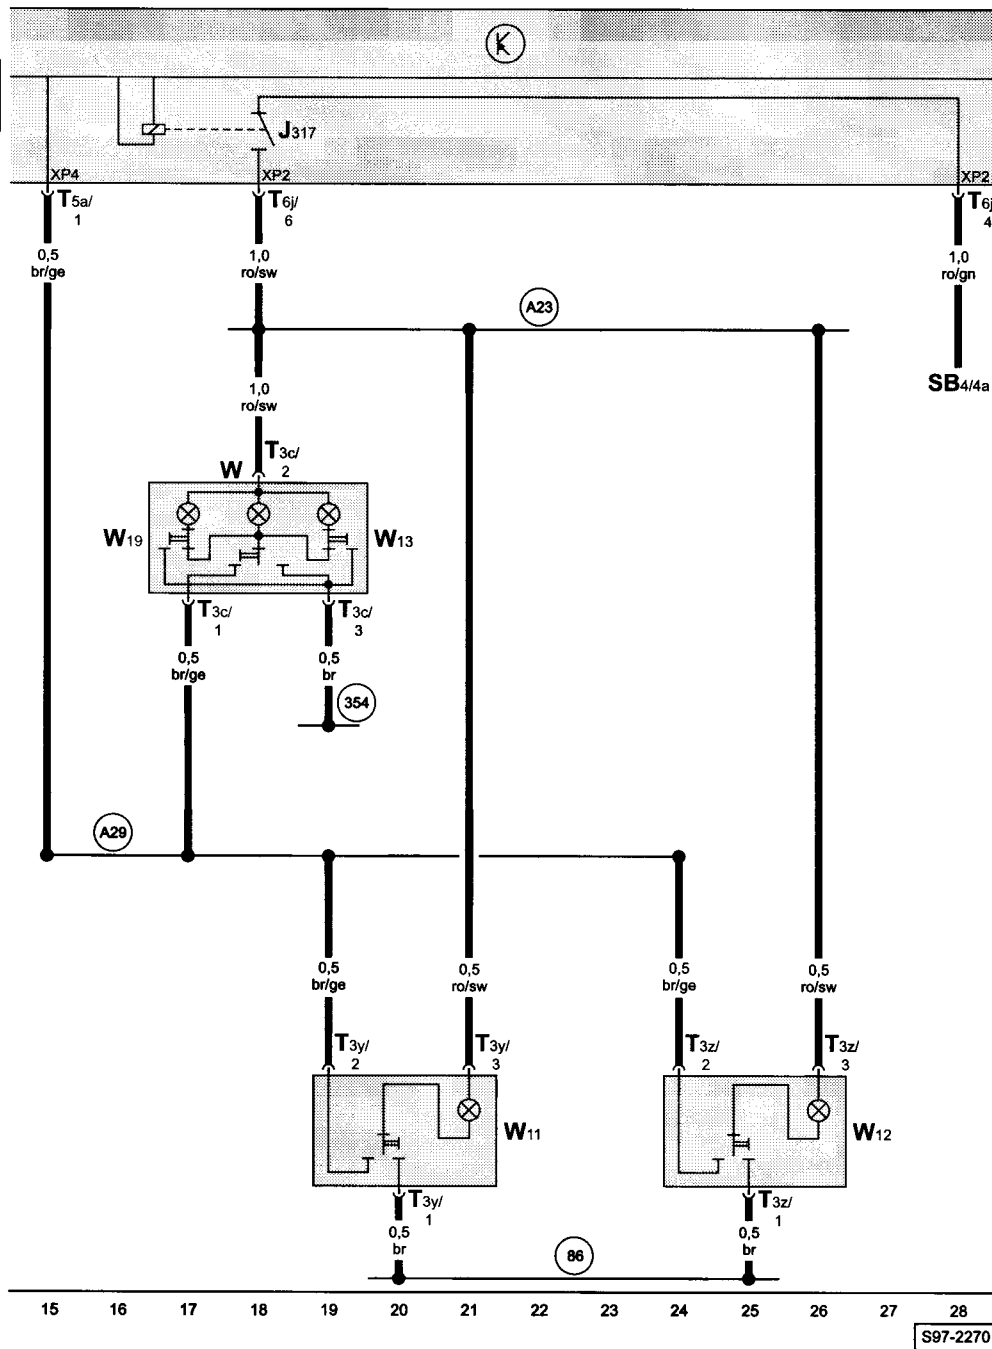 K
J317
XP4
XP2
XP2
T5a/
1
T6j/
6
T6j
4
0,5
br/ge
1,0
ro/sw
1,0
ro/gn
A23
SB4/4a
1,0
ro/sw
T3c/
2
W
W19
W13
T3c/
1
T3c/
3
0,5
br/ge
0,5
br
354
A29
0,5
br/ge
0,5
ro/sw
0,5
br/ge
0,5
ro/sw
T3y/
2
T3y/
3
T3z/
2
T3z/
3
W11
W12
T3y/
1
T3z/
1
0,5
br
0,5
br
86
15 16 17 18 19 20 21 22 23 24 25 26 27 28
S97-2270